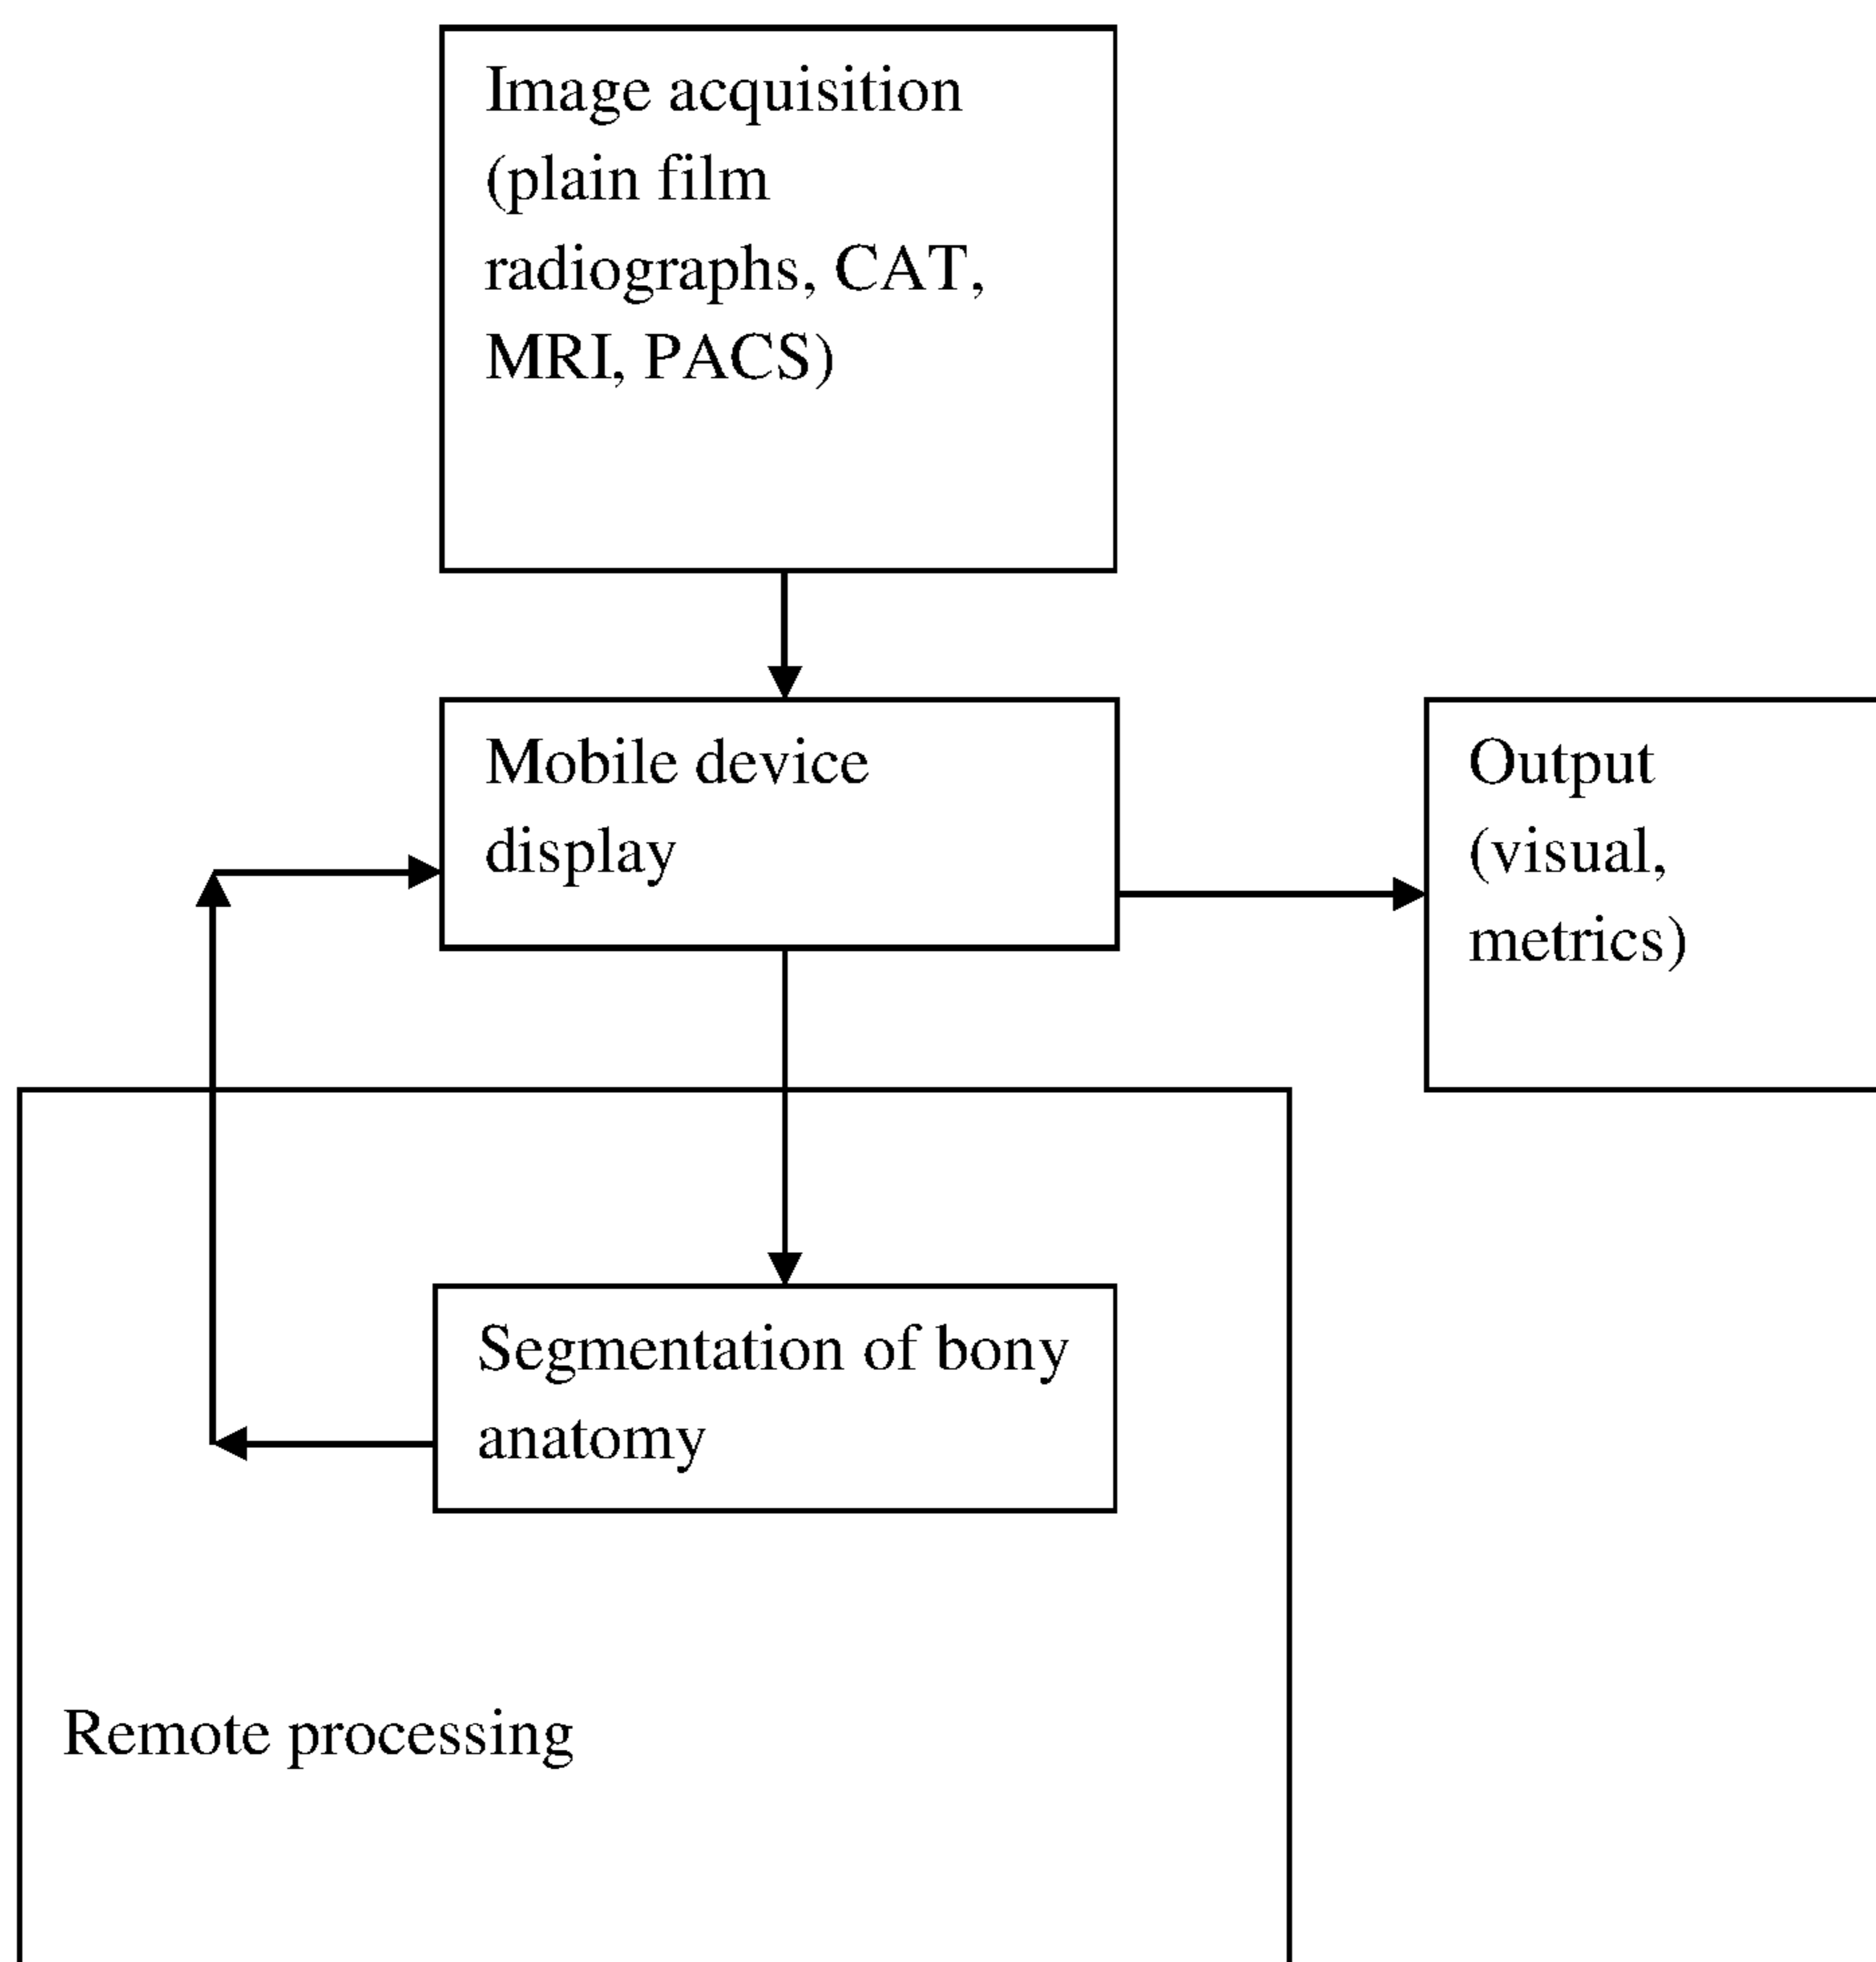 Image acquisition
(plain film
radiographs, CAT,
MRI, PACS)
Mobile device
display
Output
(visual,
metrics)
Segmentation of bony
anatomy
Remote processing